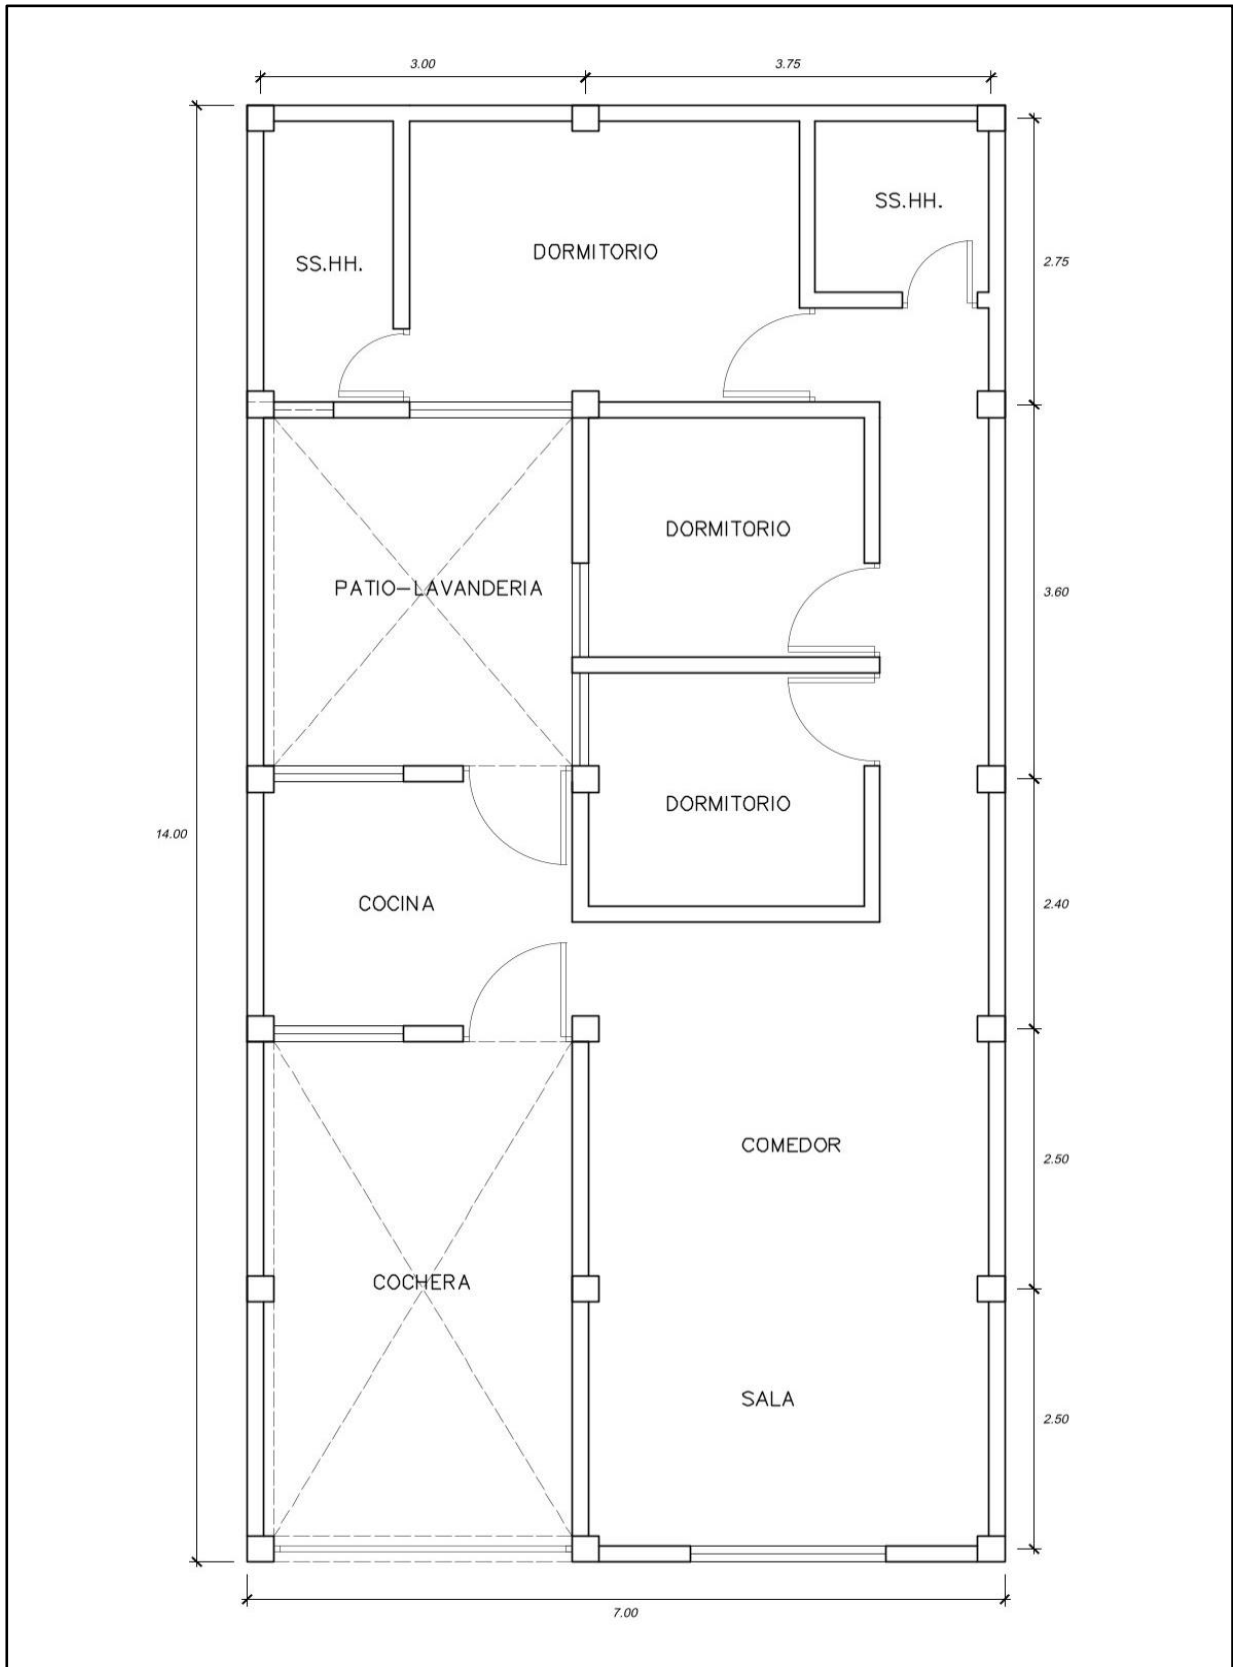 3.00
3.75
SS.HH.
DORMITORIO
SS.HH.
2.75
DORMITORIO
PATIO-LAVANDERIA
3.60
DORMITORIO
14.00
COCINA
2.40
COMEDOR
2.50
COCHERA
SALA
2.50
7.00